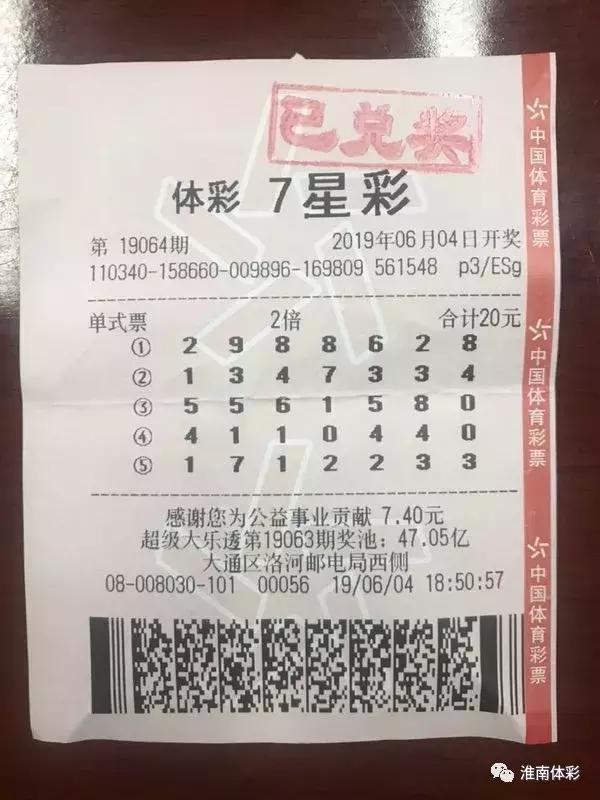 已兑奖
体彩 7星彩
第 19064期 2019年06月04日开奖
110340-158660-009896-169809 561548 p3/ESg
单式票 2倍 合计20元
① 2 9 8 8 6 2 8
② 1 3 4 7 3 3 4
③ 5 5 6 1 5 8 0
④ 4 1 1 0 4 4 0
⑤ 1 7 1 2 2 3 3
感谢您为公益事业贡献 7.40元
超级大乐透第19063期奖池：47.05亿
大通区洛河邮电局西侧
08-008030-101 00056 19/06/04 18:50:57
中国体育彩票
中国体育彩票
中国体育彩票
淮南体彩